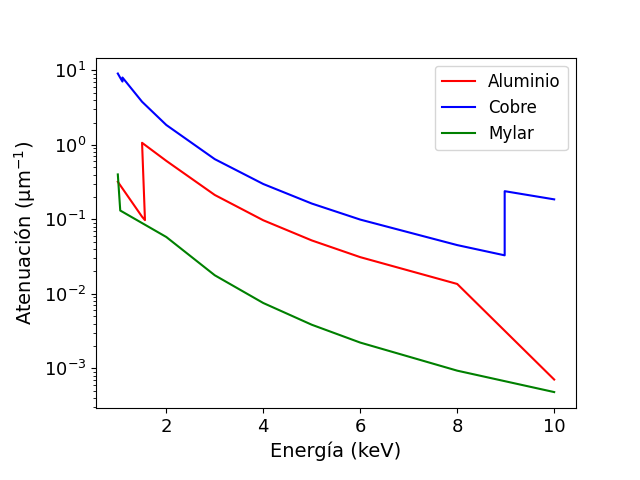 Aluminio
Cobre
Mylar
10¹
10⁰
10⁻¹
10⁻²
10⁻³
Atenuación (µm⁻¹)
2 4 6 8 10
Energía (keV)